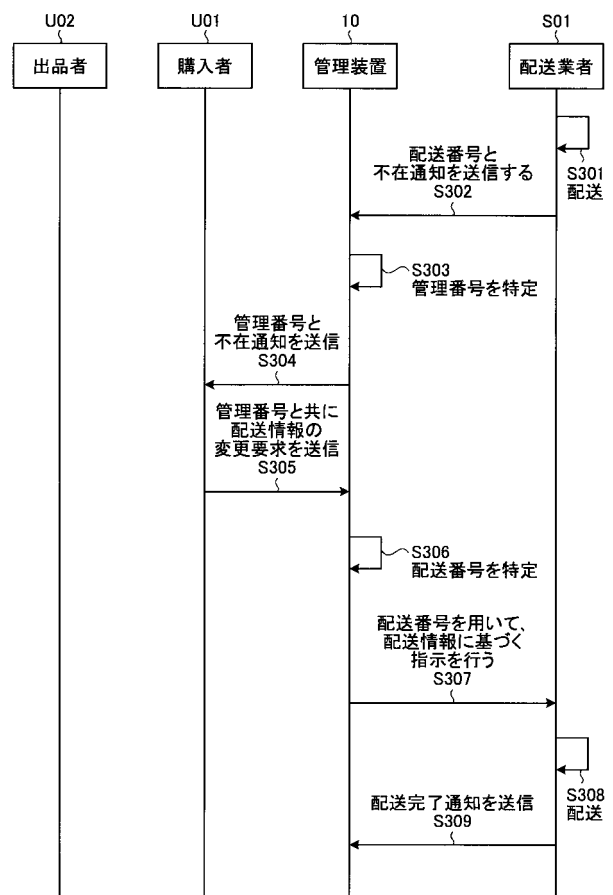 U02
U01
10
S01
出品者
購入者
管理装置
配送業者
S301
配送
配送番号と
不在通知を送信する
S302
S303
管理番号を特定
管理番号と
不在通知を送信
S304
管理番号と共に
配送情報の
変更要求を送信
S305
S306
配送番号を特定
配送番号を用いて、
配送情報に基づく
指示を行う
S307
S308
配送
配送完了通知を送信
S309